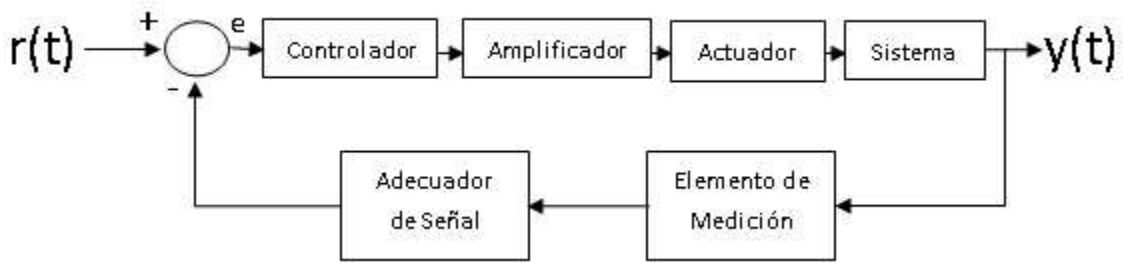 r(t)
+
e
Controlador
Amplificador
Actuador
Sistema
y(t)
-
Adecuador
de Señal
Elemento de
Medición